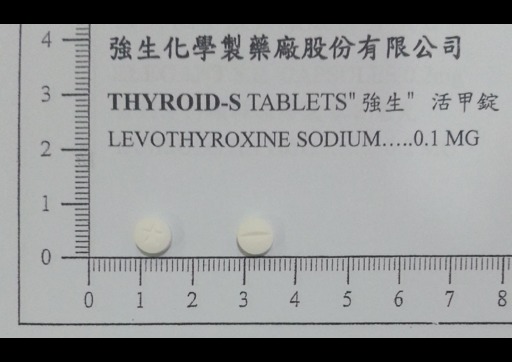 強生化學製藥廠股份有限公司
THYROID-S TABLETS"強生" 活甲錠
LEVOTHYROXINE SODIUM.....0.1 MG
4
3
2
1
0
0 1 2 3 4 5 6 7 8